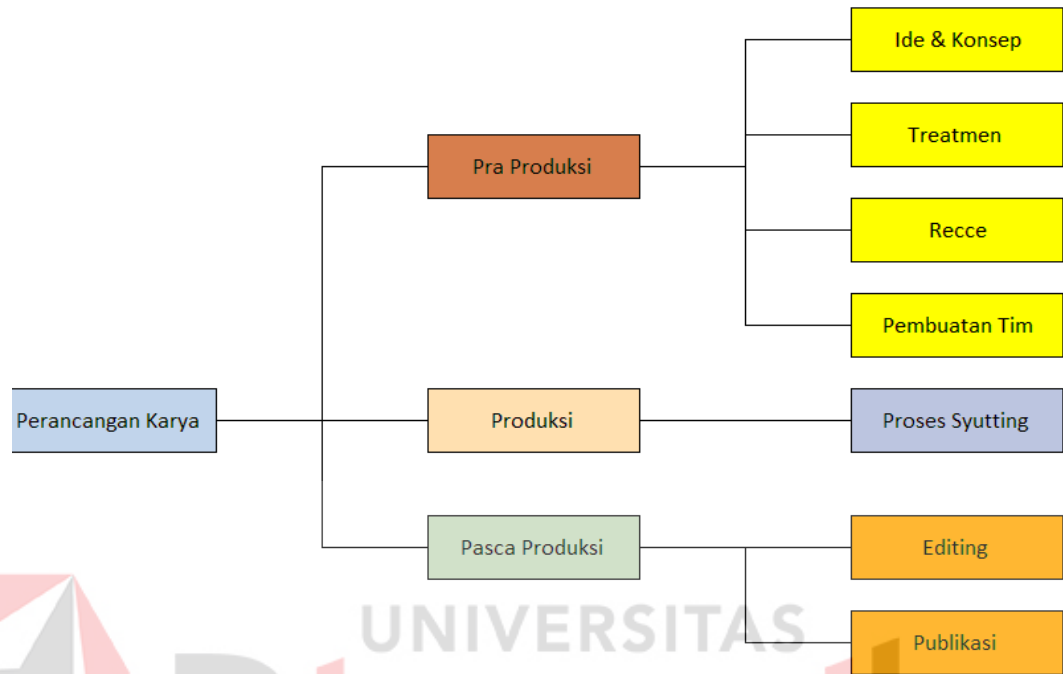 Ide & Konsep
Treatmen
Pra Produksi
Recce
Pembuatan Tim
Perancangan Karya
Produksi
Proses Syutting
Pasca Produksi
Editing
UNIVERSITAS
Publikasi